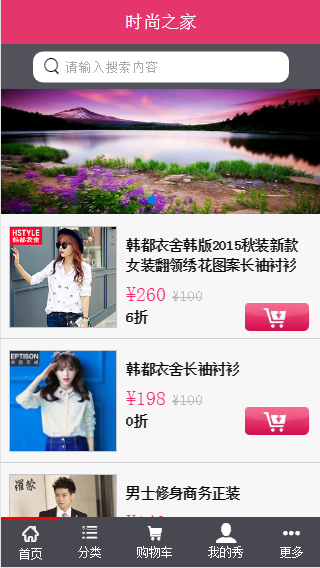 时尚之家
请输入搜索内容
HSTYLE
韩都衣舍
韩都衣舍韩版2015秋装新款
女装翻领绣花图案长袖衬衫
¥260 ¥100
6折
EPTISON
韩都衣舍长袖衬衫
¥198 ¥100
0折
男士修身商务正装
首页
分类
购物车
我的秀
更多